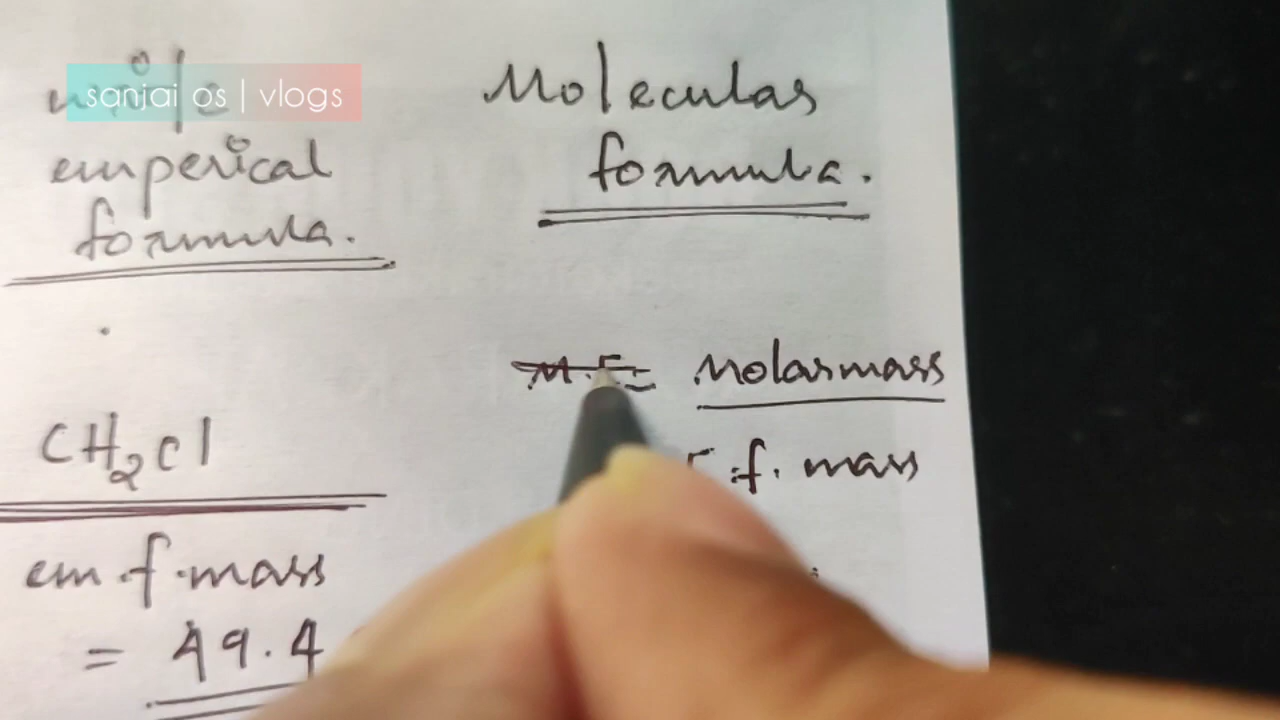 sanjai os | vlogs
emperical
formula.
CH₂Cl
em.f.mass
= 49.4
Molecular
formula.
M.F = Molarmass
E.f. mass